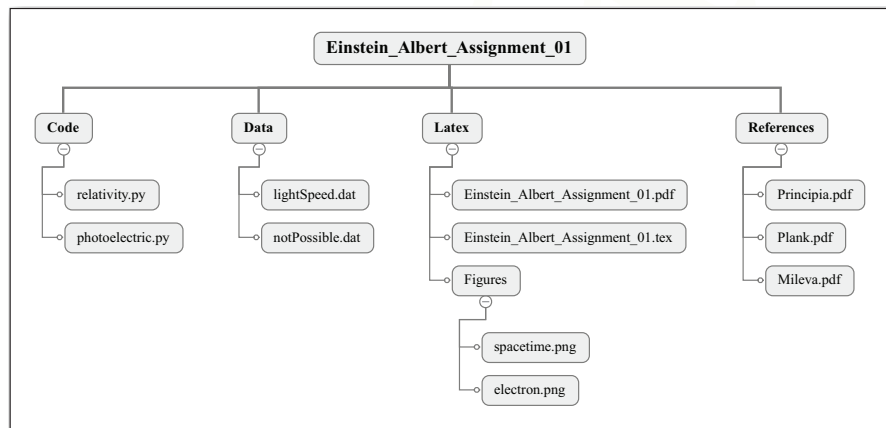 Einstein_Albert_Assignment_01
Code
relativity.py
photoelectric.py
Data
lightSpeed.dat
notPossible.dat
Latex
Einstein_Albert_Assignment_01.pdf
Einstein_Albert_Assignment_01.tex
Figures
spacetime.png
electron.png
References
Principia.pdf
Plank.pdf
Mileva.pdf